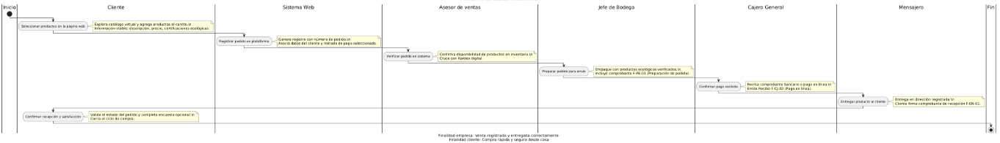 Inicio
Cliente
Sistema Web
Asesor de ventas
Jefe de Bodega
Cajero General
Mensajero
Fin
Seleccionar productos en la página web
Explora catálogo virtual y agrega productos al carrito.\n
Información visible: descripción, precio, certificaciones ecológicas.
Registrar pedido en plataforma
Genera registro con número de pedido.\n
Asocia datos del cliente y método de pago seleccionado.
Verificar pedido en sistema
Confirma disponibilidad de productos en inventario.\n
Cruce con Kardex digital.
Preparar pedido para envío
Empaque con productos ecológicos verificados.\n
Incluye comprobante F.PE.01 (Preparación de pedido).
Confirmar pago recibido
Revisa comprobante bancario o pago en línea.\n
Emite Recibo F-CJ-02 (Pago en línea).
Entregar producto al cliente
Entrega en dirección registrada.\n
Cliente firma comprobante de recepción F-EN-01.
Confirmar recepción y satisfacción
Valida el estado del pedido y completa encuesta opcional.\n
Cierra el ciclo de compra.
Finalidad empresa: Venta registrada y entregada correctamente
Finalidad cliente: Compra rápida y segura desde casa